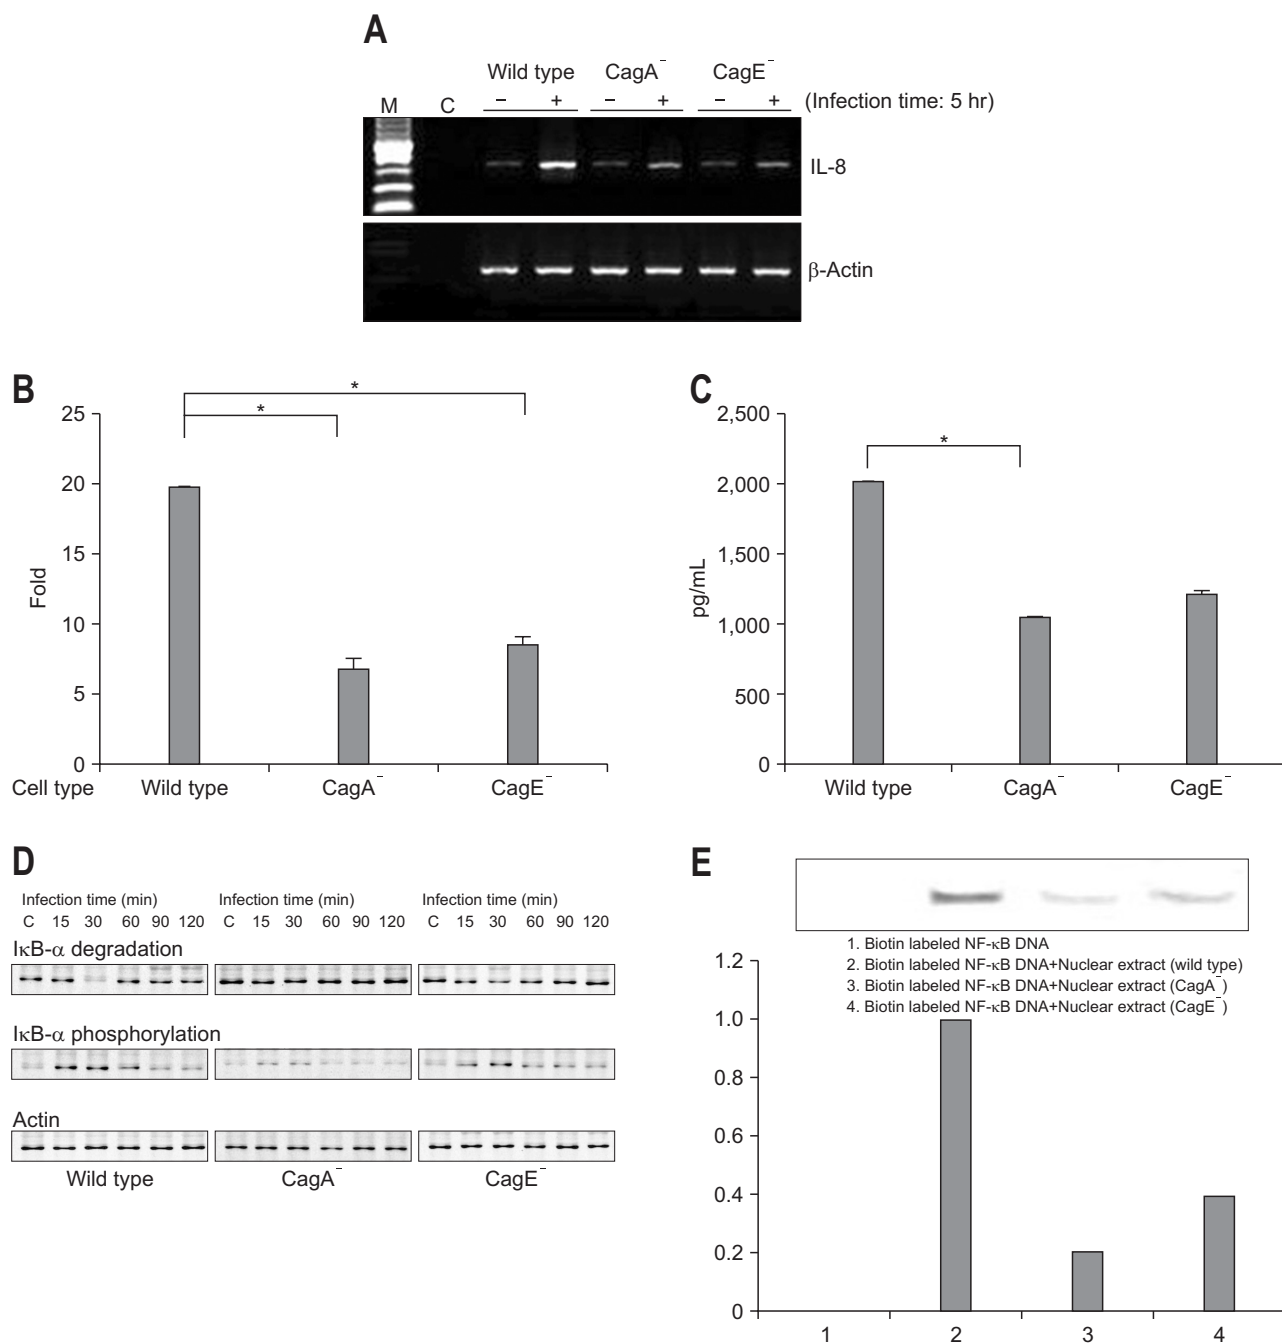 A
Wild type CagA⁻ CagE⁻
M C − + − + − + (Infection time: 5 hr)
IL-8
β-Actin
B
*
*
25
20
15
10
5
0
Fold
Cell type Wild type CagA⁻ CagE⁻
C
*
2,500
2,000
1,500
1,000
500
0
pg/mL
Wild type CagA⁻ CagE⁻
D
Infection time (min) Infection time (min) Infection time (min)
C 15 30 60 90 120 C 15 30 60 90 120 C 15 30 60 90 120
IκB-α degradation
IκB-α phosphorylation
Actin
Wild type CagA⁻ CagE⁻
E
1. Biotin labeled NF-κB DNA
2. Biotin labeled NF-κB DNA+Nuclear extract (wild type)
3. Biotin labeled NF-κB DNA+Nuclear extract (CagA⁻)
4. Biotin labeled NF-κB DNA+Nuclear extract (CagE⁻)
1.2
1.0
0.8
0.6
0.4
0.2
0
1 2 3 4